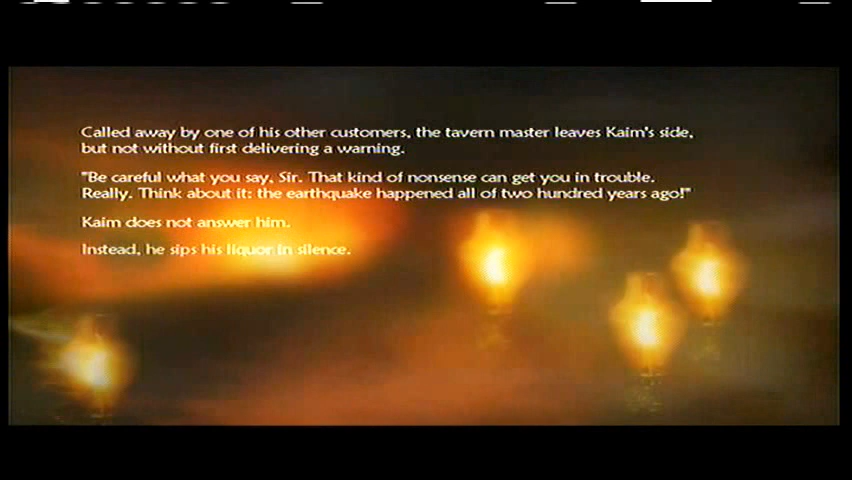 Called away by one of his other customers, the tavern master leaves Kaim's side,
but not without first delivering a warning.
"Be careful what you say, Sir. That kind of nonsense can get you in trouble.
Really. Think about it: the earthquake happened all of two hundred years ago!"
Kaim does not answer him.
Instead, he sips his liquor in silence.